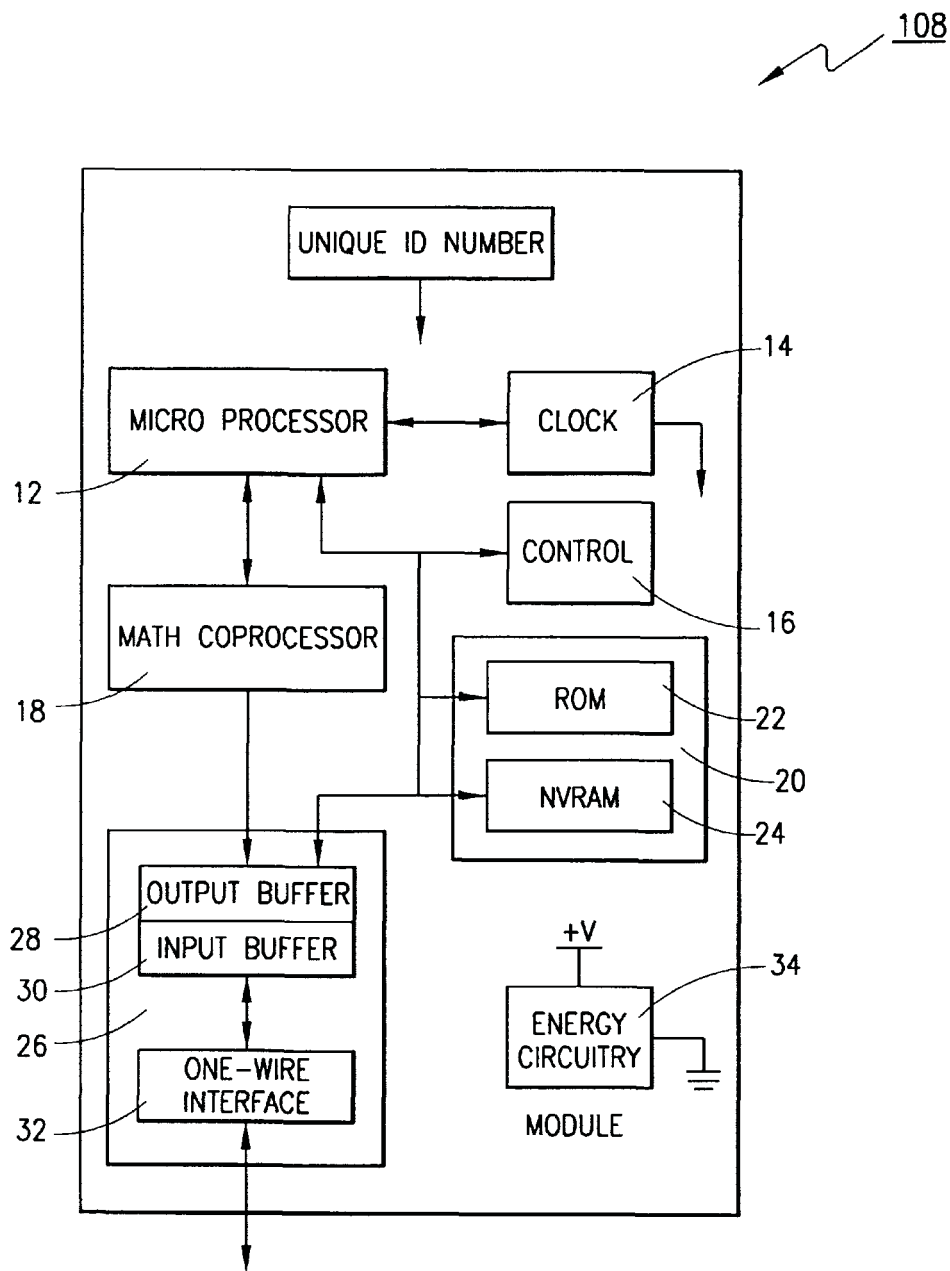 108
UNIQUE ID NUMBER
14
MICRO PROCESSOR
CLOCK
12
CONTROL
16
MATH COPROCESSOR
18
ROM
22
20
NVRAM
24
OUTPUT BUFFER
28
INPUT BUFFER
30
+V
34
26
ENERGY
CIRCUITRY
ONE-WIRE
INTERFACE
32
MODULE